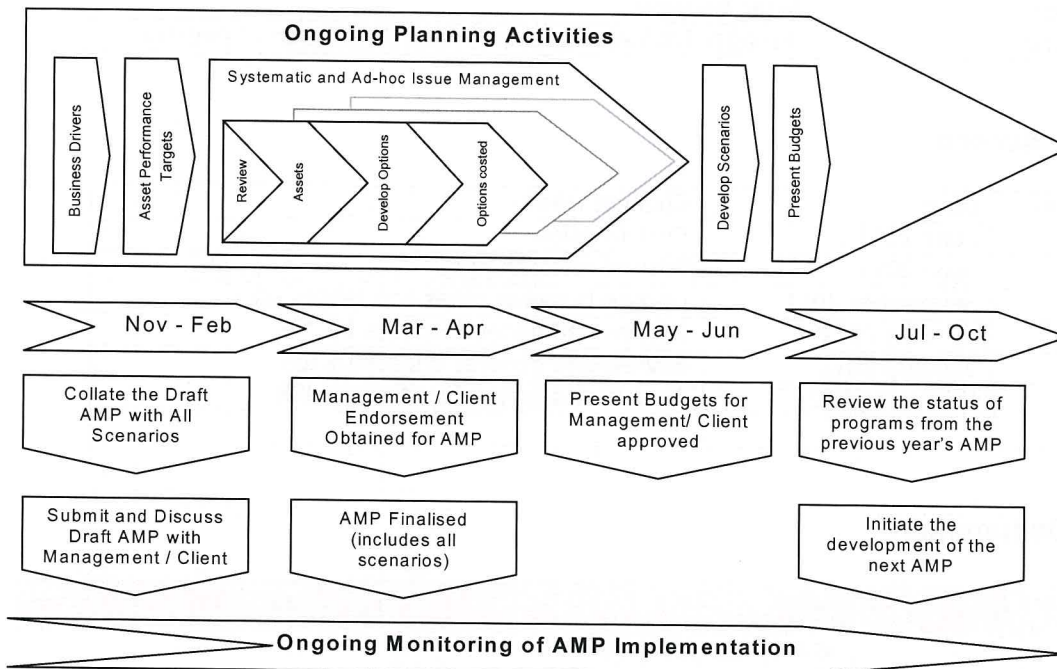 Ongoing Planning Activities
Systematic and Ad-hoc Issue Management
Business Drivers
Asset Performance
Targets
Review
Assets
Develop Options
Options costed
Develop Scenarios
Present Budgets
Nov - Feb
Mar - Apr
May - Jun
Jul - Oct
Collate the Draft
AMP with All
Scenarios
Management / Client
Endorsement
Obtained for AMP
Present Budgets for
Management/ Client
approved
Review the status of
programs from the
previous year's AMP
Submit and Discuss
Draft AMP with
Management / Client
AMP Finalised
(includes all
scenarios)
Initiate the
development of the
next AMP
Ongoing Monitoring of AMP Implementation